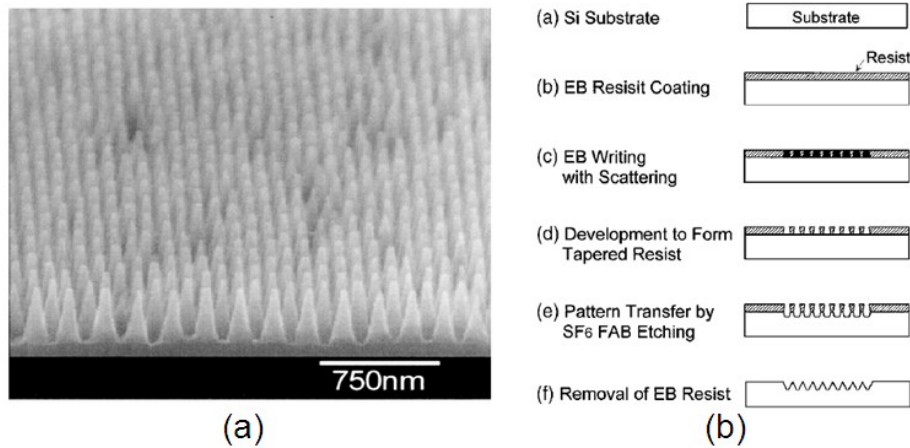 750nm
(a)
(a) Si Substrate
Substrate
Resist
(b) EB Resisit Coating
(c) EB Writing
with Scattering
(d) Development to Form
Tapered Resist
(e) Pattern Transfer by
SF6 FAB Etching
(f) Removal of EB Resist
(b)